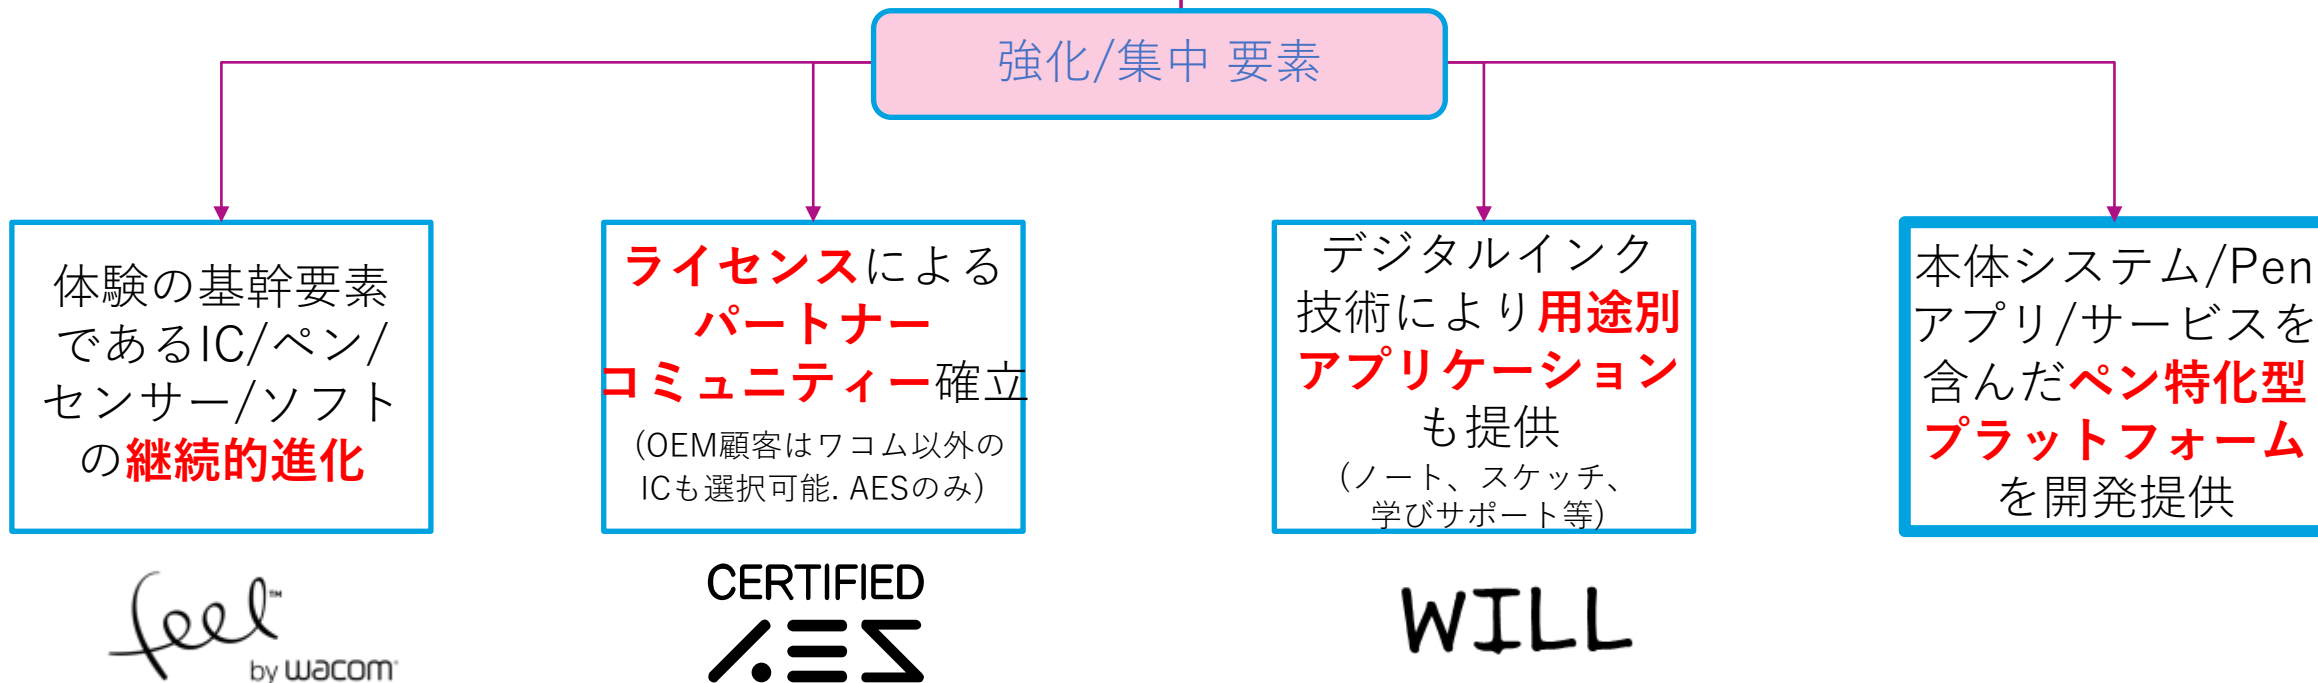 強化/集中 要素
体験の基幹要素
であるIC/ペン/
センサー/ソフト
の継続的進化
ライセンスによる
パートナー
コミュニティー確立
(OEM顧客はワコム以外の
ICも選択可能. AESのみ)
デジタルインク
技術により用途別
アプリケーション
も提供
(ノート、スケッチ、
学びサポート等)
本体システム/Pen
アプリ/サービスを
含んだペン特化型
プラットフォーム
を開発提供
feel™
by wacom
CERTIFIED
AES
WILL